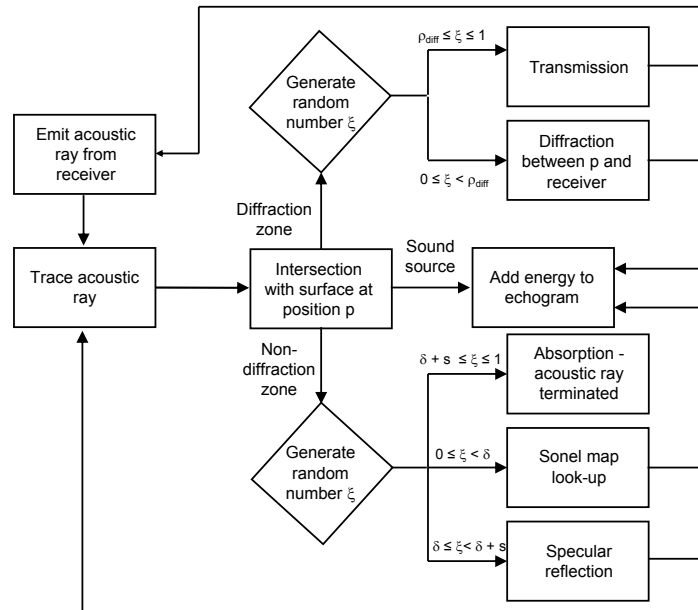 ρdiff ≤ ξ ≤ 1
Generate
random
number ξ
Transmission
Emit acoustic
ray from
receiver
Diffraction
between p and
receiver
0 ≤ ξ < ρdiff
Diffraction
zone
Trace acoustic
ray
Intersection
with surface at
position p
Sound
source
Add energy to
echogram
Non-
diffraction
zone
δ + s ≤ ξ ≤ 1
Absorption -
acoustic ray
terminated
Generate
random
number ξ
0 ≤ ξ < δ
Sonel map
look-up
δ ≤ ξ < δ + s
Specular
reflection